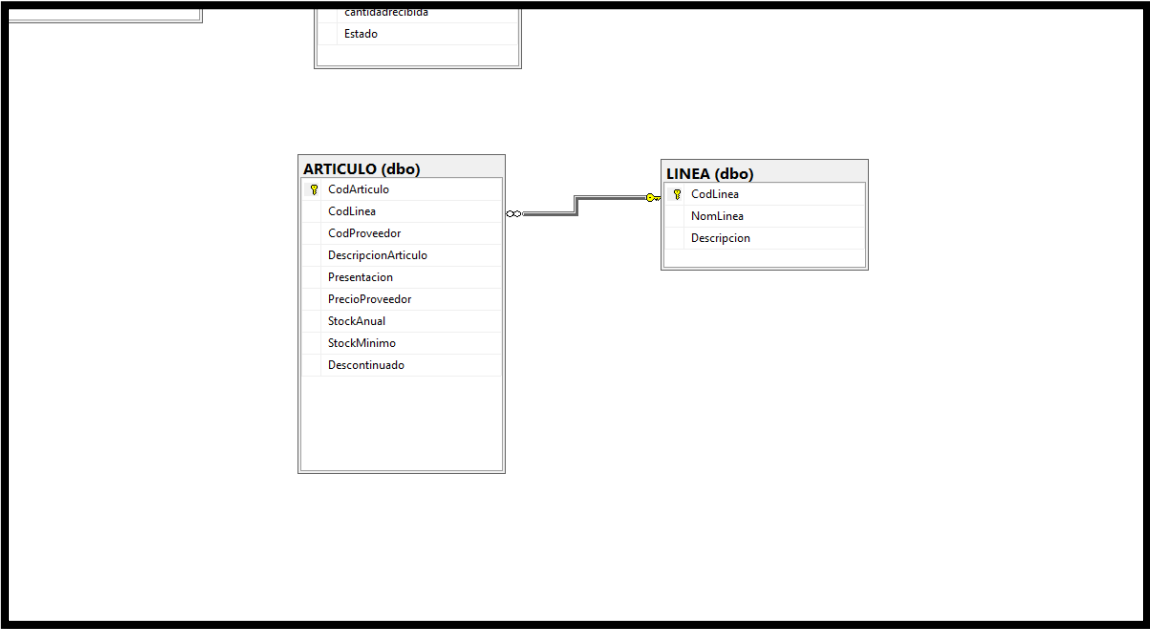 cantidadrecibida
Estado
ARTICULO (dbo)
CodArticulo
CodLinea
CodProveedor
DescripcionArticulo
Presentacion
PrecioProveedor
StockAnual
StockMinimo
Descontinuado
LINEA (dbo)
CodLinea
NomLinea
Descripcion